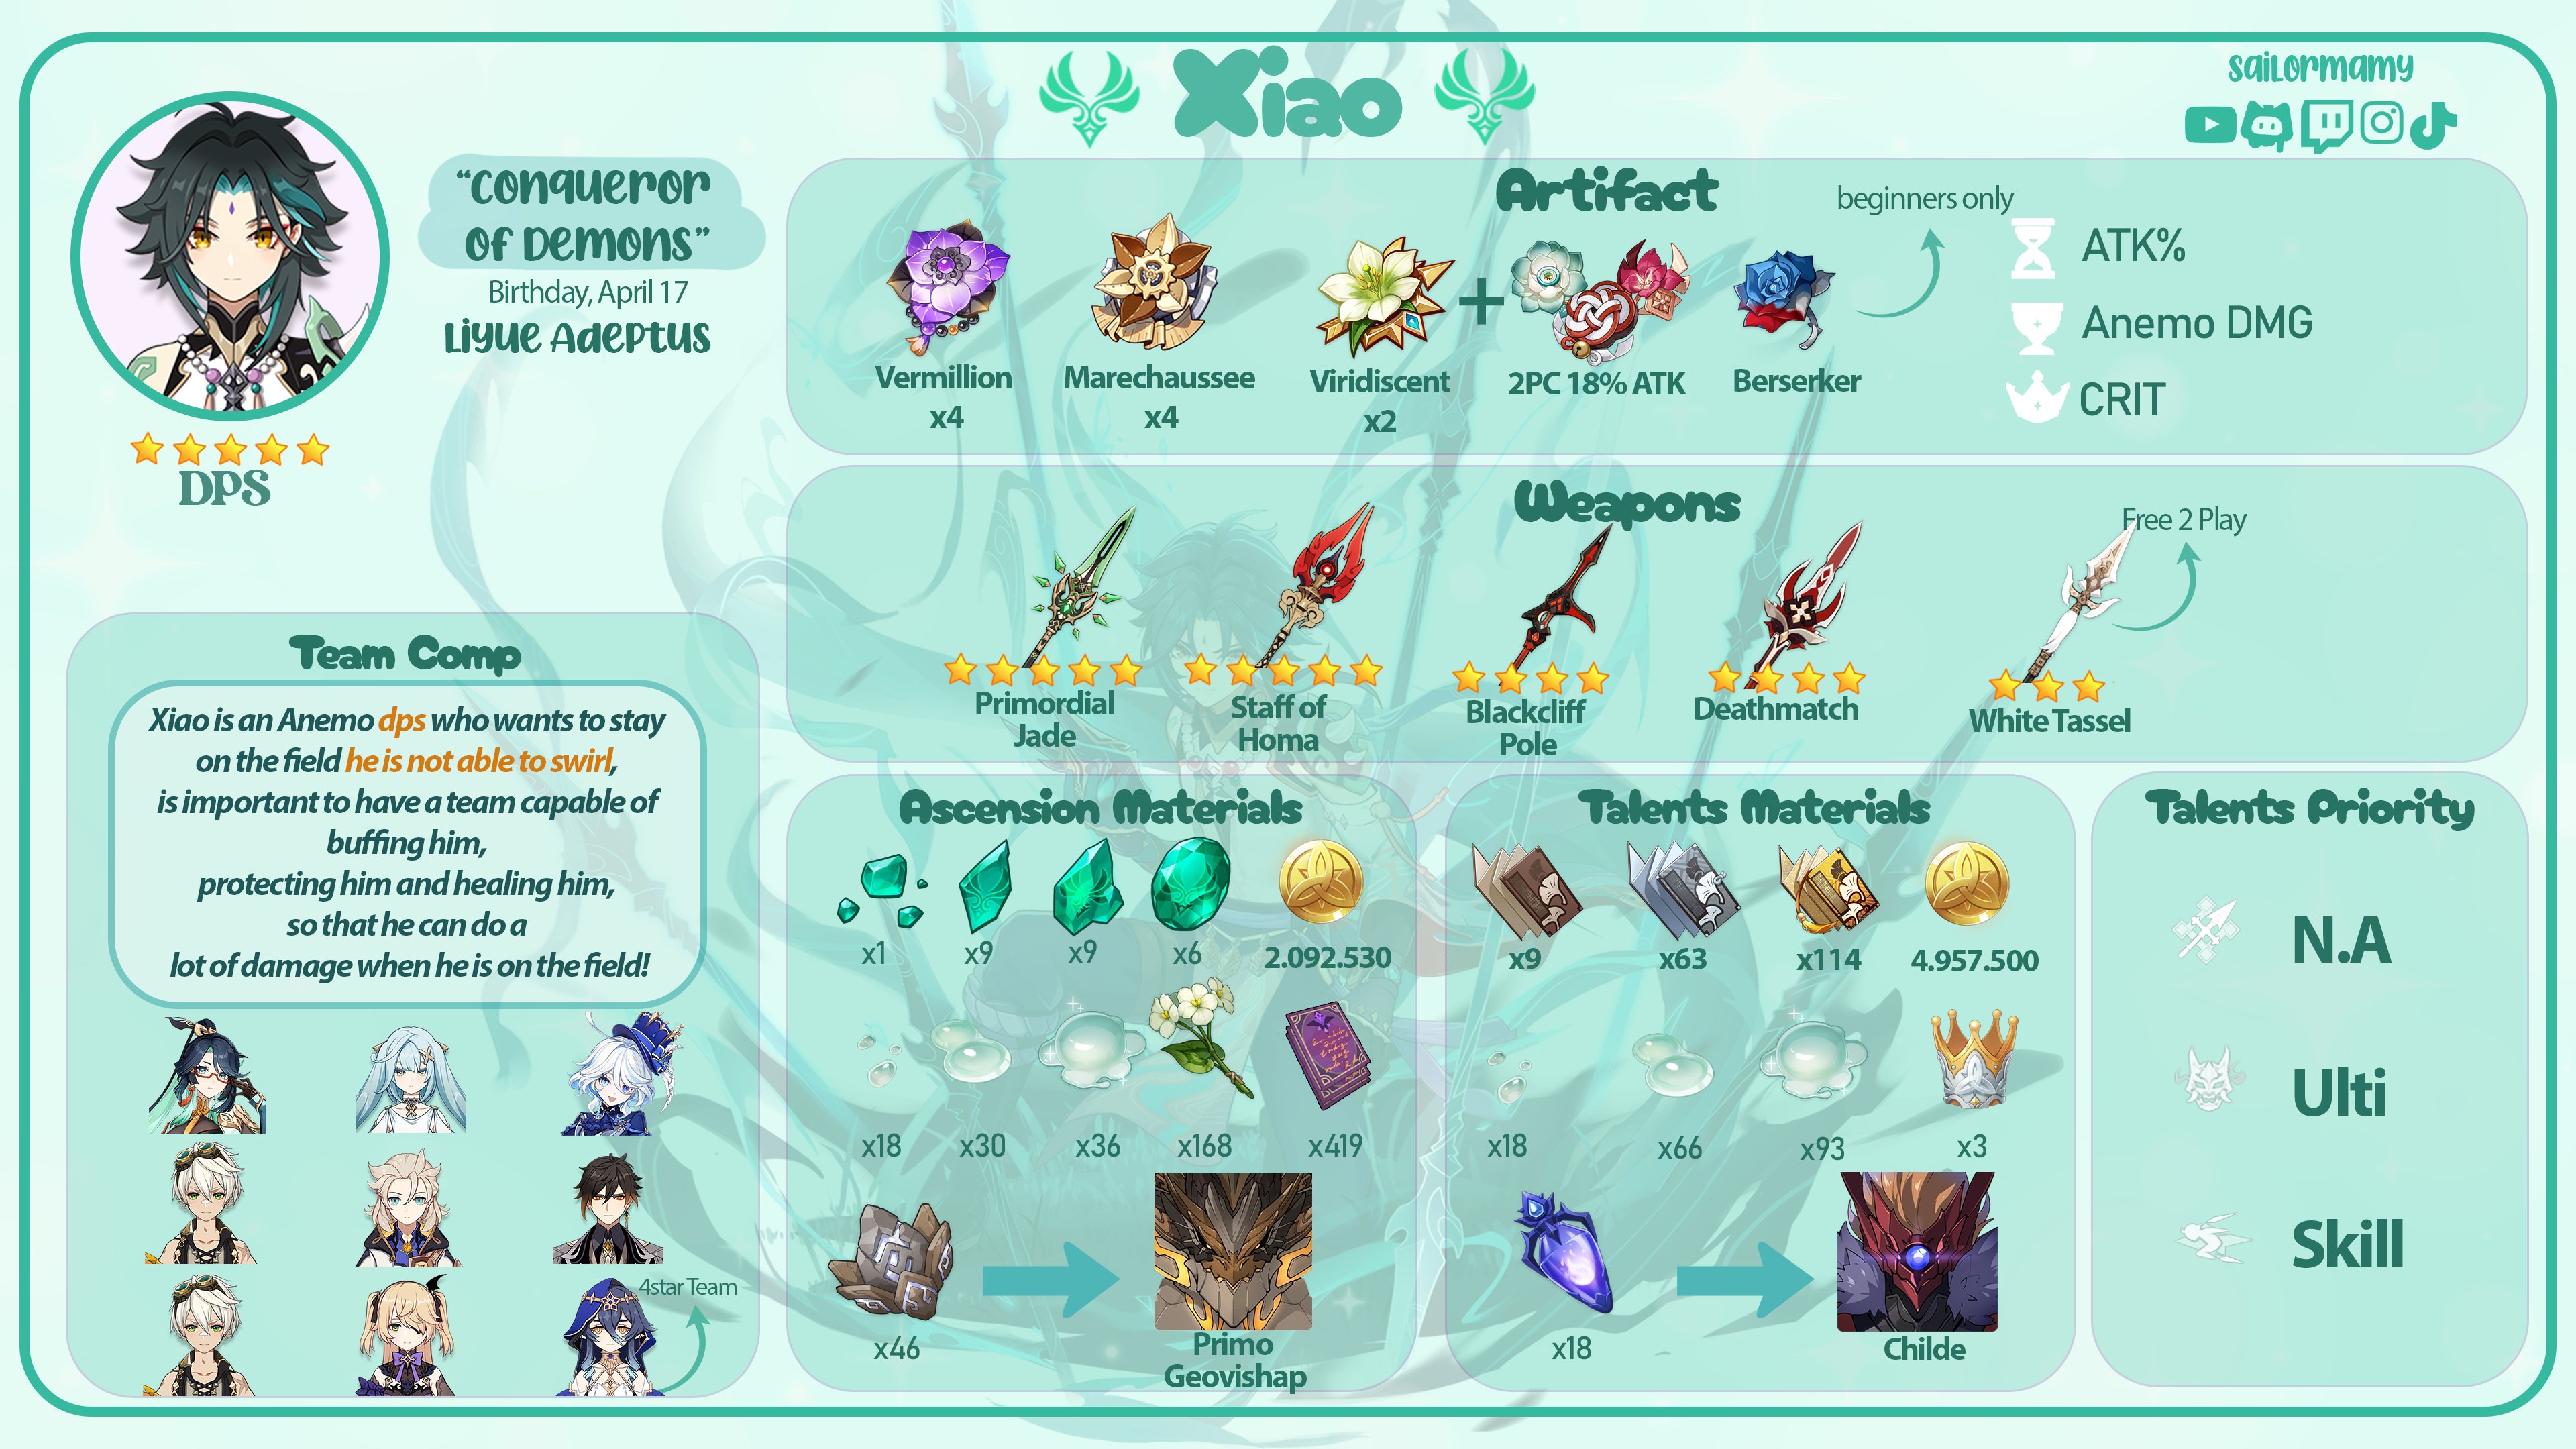 Xiao
sailormamy
"Conqueror
of Demons"
Birthday, April 17
Liyue Adeptus
DPS
Artifact
beginners only
Vermillion
x4
Marechaussee
x4
Viridiscent
x2
+
2PC 18% ATK
Berserker
ATK%
Anemo DMG
CRIT
Weapons
Free 2 Play
Primordial
Jade
Staff of
Homa
Blackcliff
Pole
Deathmatch
White Tassel
Team Comp
Xiao is an Anemo dps who wants to stay
on the field he is not able to swirl,
is important to have a team capable of
buffing him,
protecting him and healing him,
so that he can do a
lot of damage when he is on the field!
4star Team
Ascension Materials
x1
x9
x9
x6
2.092.530
x18
x30
x36
x168
x419
x46
Primo
Geovishap
Talents Materials
x9
x63
x114
4.957.500
x18
x66
x93
x3
x18
Childe
Talents Priority
N.A
Ulti
Skill